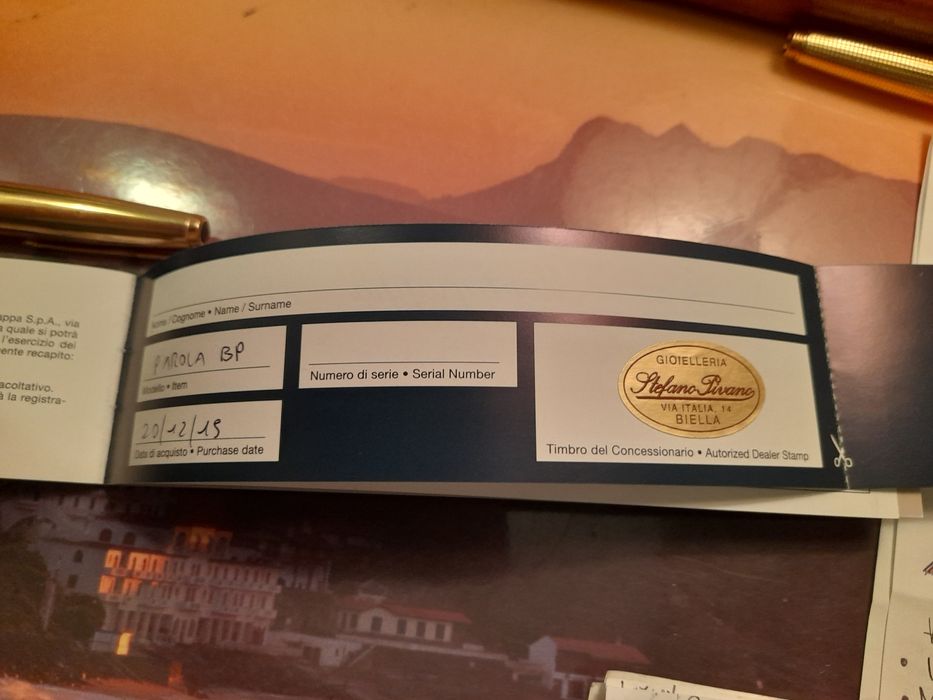 appa S.p.A., via
a quale si potrà
l'esercizio dei
ente recapito:
acoltativo.
à la registra-
Nome / Cognome • Name / Surname
PAROLA BP
Modello • Item
20/12/19
Data di acquisto • Purchase date
Numero di serie • Serial Number
GIOIELLERIA
Stefano Pivano
VIA ITALIA, 14
BIELLA
Timbro del Concessionario • Autorized Dealer Stamp